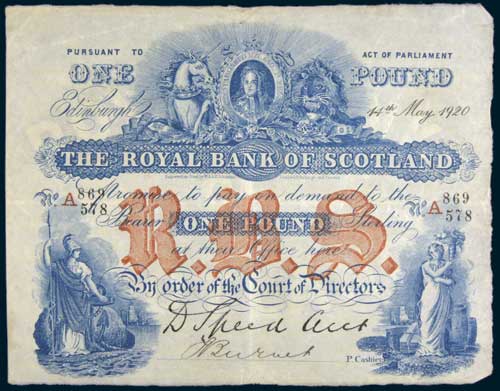 PURSUANT TO ACT OF PARLIAMENT
ONE POUND
Edinburgh 14th May 1920
THE ROYAL BANK OF SCOTLAND
Promise to pay on demand to the
No A 869/578 No A 869/578
Bearer ONE POUND Sterling
R.B.S.
at their Office here
By order of the Court of Directors
D Speed Acct
P. Cashier